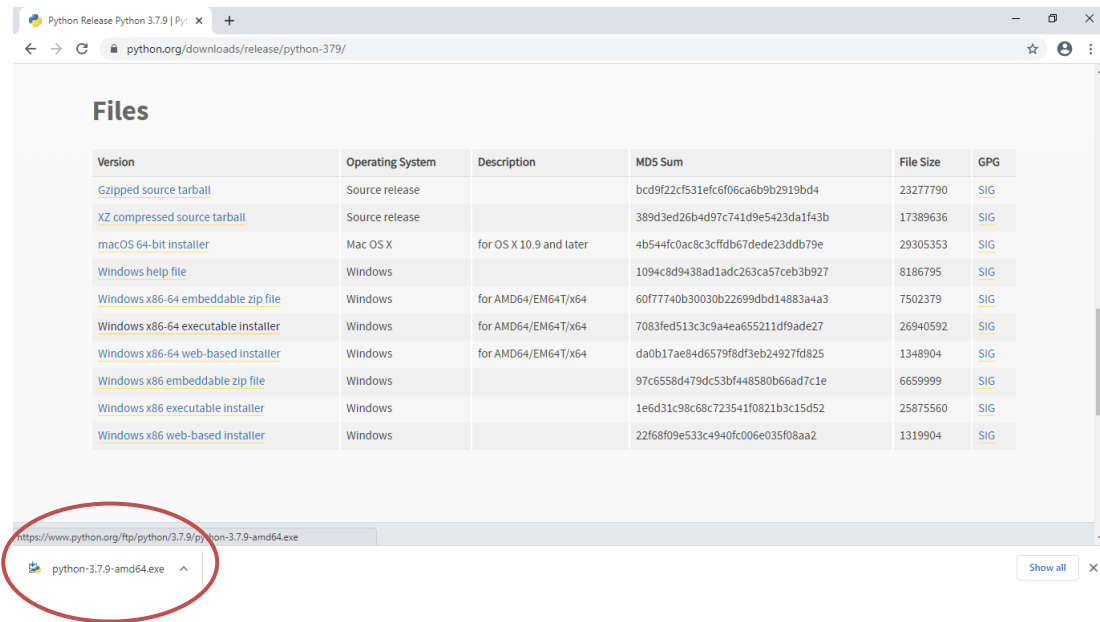 Python Release Python 3.7.9 | Pyt
python.org/downloads/release/python-379/
Files
Version Operating System Description MD5 Sum File Size GPG
Gzipped source tarball Source release bcd9f22cf531efc6f06ca6b9b2919bd4 23277790 SIG
XZ compressed source tarball Source release 389d3ed26b4d97c741d9e5423da1f43b 17389636 SIG
macOS 64-bit installer Mac OS X for OS X 10.9 and later 4b544fc0ac8c3cffdb67dede23ddb79e 29305353 SIG
Windows help file Windows 1094c8d9438ad1adc263ca57ceb3b927 8186795 SIG
Windows x86-64 embeddable zip file Windows for AMD64/EM64T/x64 60f77740b30030b22699dbd14883a4a3 7502379 SIG
Windows x86-64 executable installer Windows for AMD64/EM64T/x64 7083fed513c3c9a4ea655211df9ade27 26940592 SIG
Windows x86-64 web-based installer Windows for AMD64/EM64T/x64 da0b17ae84d6579f8df3eb24927fd825 1348904 SIG
Windows x86 embeddable zip file Windows 97c6558d479dc53bf448580b66ad7c1e 6659999 SIG
Windows x86 executable installer Windows 1e6d31c98c68c723541f0821b3c15d52 25875560 SIG
Windows x86 web-based installer Windows 22f68f09e533c4940fc006e035f08aa2 1319904 SIG
https://www.python.org/ftp/python/3.7.9/python-3.7.9-amd64.exe
python-3.7.9-amd64.exe Show all